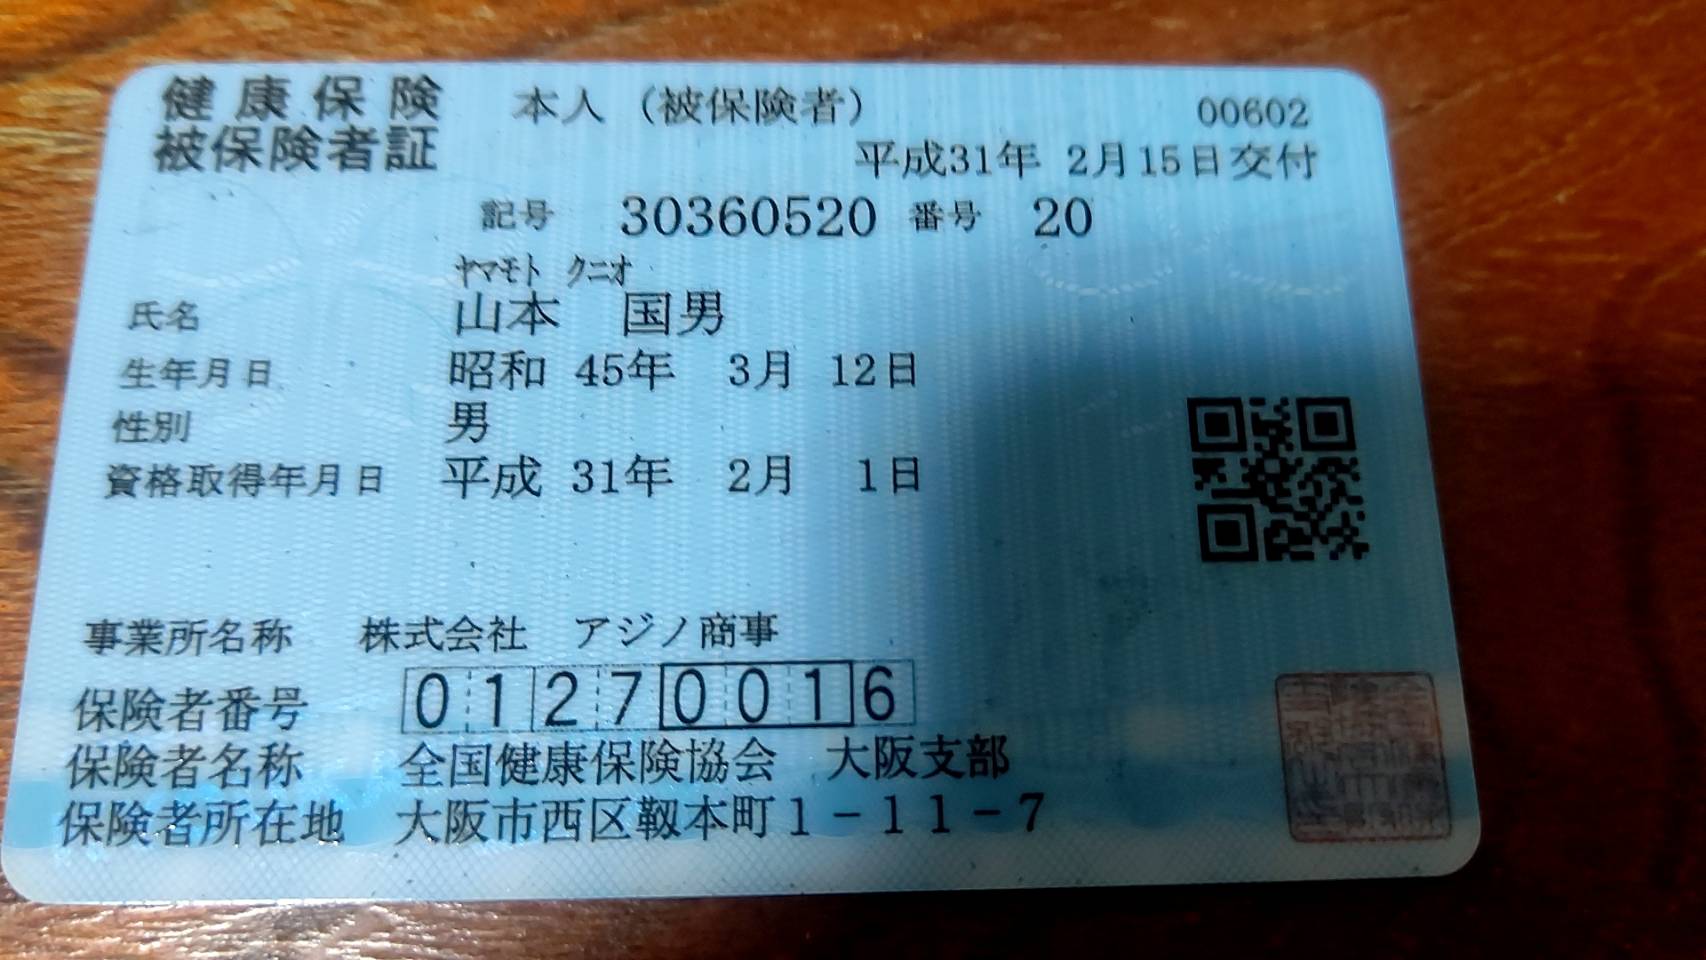 健康保険 本人（被保険者） 00602
被保険者証 平成31年 2月15日交付
記号 30360520 番号 20
ヤマモト クニオ
氏名 山本 国男
生年月日 昭和 45年 3月 12日
性別 男
資格取得年月日 平成 31年 2月 1日
事業所名称 株式会社 アジノ商事
保険者番号 01270016
保険者名称 全国健康保険協会 大阪支部
保険者所在地 大阪市西区靱本町1－11－7